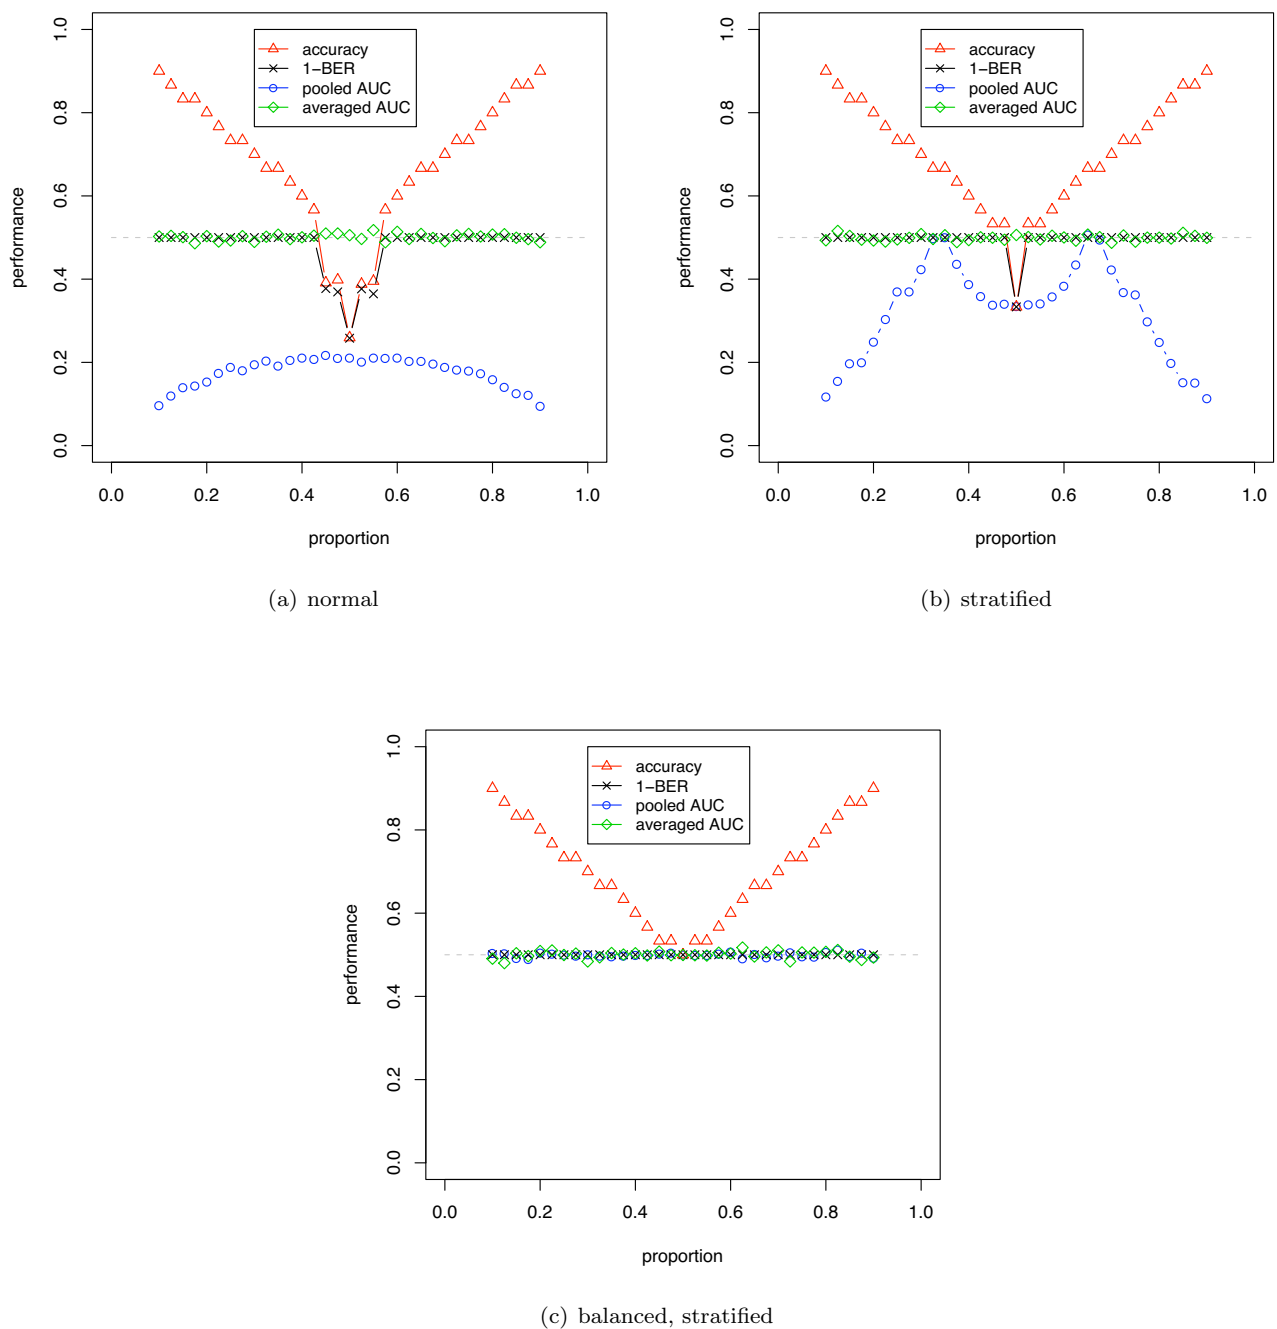 accuracy
1−BER
pooled AUC
averaged AUC
performance
0.0 0.2 0.4 0.6 0.8 1.0
0.0 0.2 0.4 0.6 0.8 1.0
proportion
(a) normal
accuracy
1−BER
pooled AUC
averaged AUC
performance
0.0 0.2 0.4 0.6 0.8 1.0
0.0 0.2 0.4 0.6 0.8 1.0
proportion
(b) stratified
accuracy
1−BER
pooled AUC
averaged AUC
performance
0.0 0.2 0.4 0.6 0.8 1.0
0.0 0.2 0.4 0.6 0.8 1.0
proportion
(c) balanced, stratified